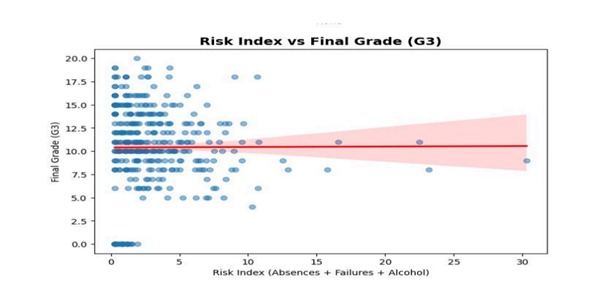 Risk Index vs Final Grade (G3)
Final Grade (G3)
20.0
17.5
15.0
12.5
10.0
7.5
5.0
2.5
0.0
0 5 10 15 20 25 30
Risk Index (Absences + Failures + Alcohol)